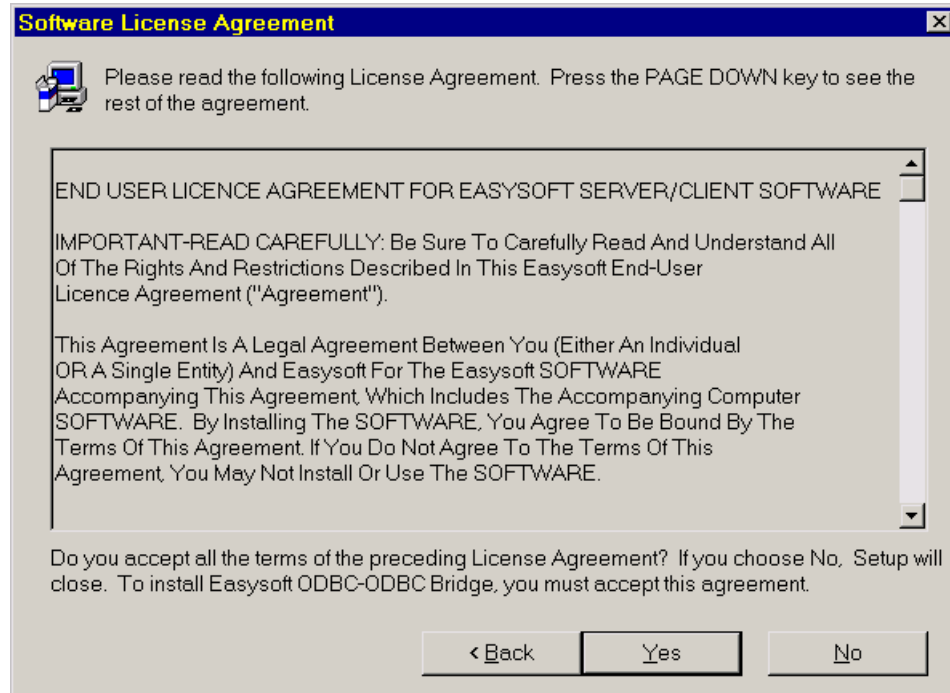 Software License Agreement
Please read the following License Agreement. Press the PAGE DOWN key to see the
rest of the agreement.
END USER LICENCE AGREEMENT FOR EASYSOFT SERVER/CLIENT SOFTWARE
IMPORTANT-READ CAREFULLY: Be Sure To Carefully Read And Understand All
Of The Rights And Restrictions Described In This Easysoft End-User
Licence Agreement ("Agreement").
This Agreement Is A Legal Agreement Between You (Either An Individual
OR A Single Entity) And Easysoft For The Easysoft SOFTWARE
Accompanying This Agreement, Which Includes The Accompanying Computer
SOFTWARE. By Installing The SOFTWARE, You Agree To Be Bound By The
Terms Of This Agreement. If You Do Not Agree To The Terms Of This
Agreement, You May Not Install Or Use The SOFTWARE.
Do you accept all the terms of the preceding License Agreement? If you choose No, Setup will
close. To install Easysoft ODBC-ODBC Bridge, you must accept this agreement.
< Back Yes No